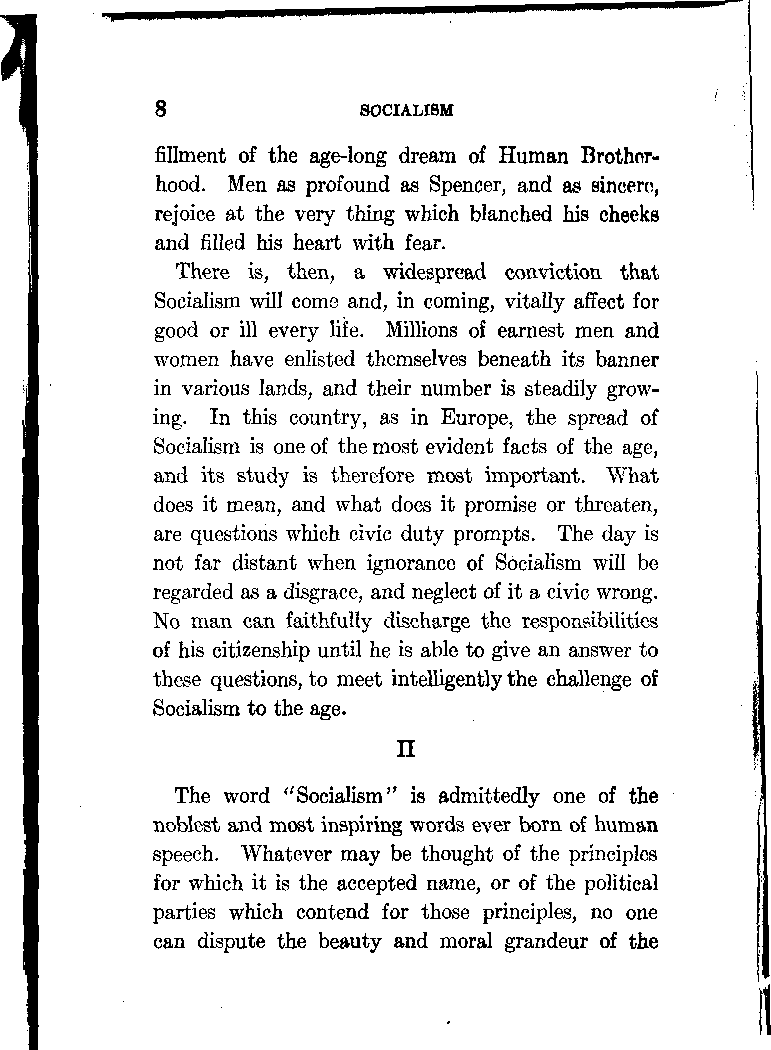 8 SOCIALISM
fillment of the age-long dream of Human Brother-
hood. Men as profound as Spencer, and as sincere,
rejoice at the very thing which blanched his cheeks
and filled his heart with fear.
There is, then, a widespread conviction that
Socialism will come and, in coming, vitally affect for
good or ill every life. Millions of earnest men and
women have enlisted themselves beneath its banner
in various lands, and their number is steadily grow-
ing. In this country, as in Europe, the spread of
Socialism is one of the most evident facts of the age,
and its study is therefore most important. What
does it mean, and what does it promise or threaten,
are questions which civic duty prompts. The day is
not far distant when ignorance of Socialism will be
regarded as a disgrace, and neglect of it a civic wrong.
No man can faithfully discharge the responsibilities
of his citizenship until he is able to give an answer to
these questions, to meet intelligently the challenge of
Socialism to the age.
II
The word "Socialism" is admittedly one of the
noblest and most inspiring words ever born of human
speech. Whatever may be thought of the principles
for which it is the accepted name, or of the political
parties which contend for those principles, no one
can dispute the beauty and moral grandeur of the